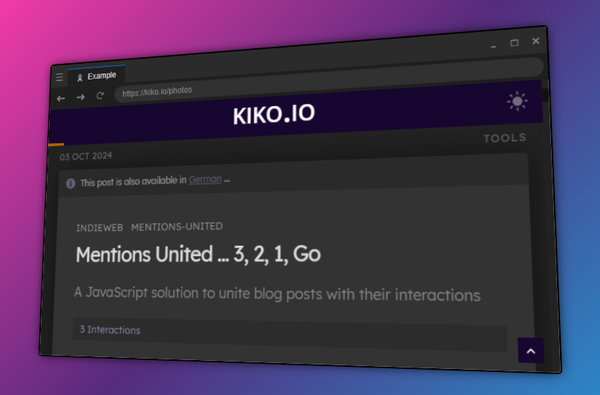 Example
https://kiko.io/photos
KIKO.IO
TOOLS
03 OCT 2024
This post is also available in German ...
INDIEWEB MENTIONS-UNITED
Mentions United ... 3, 2, 1, Go
A JavaScript solution to unite blog posts with their interactions
3 Interactions